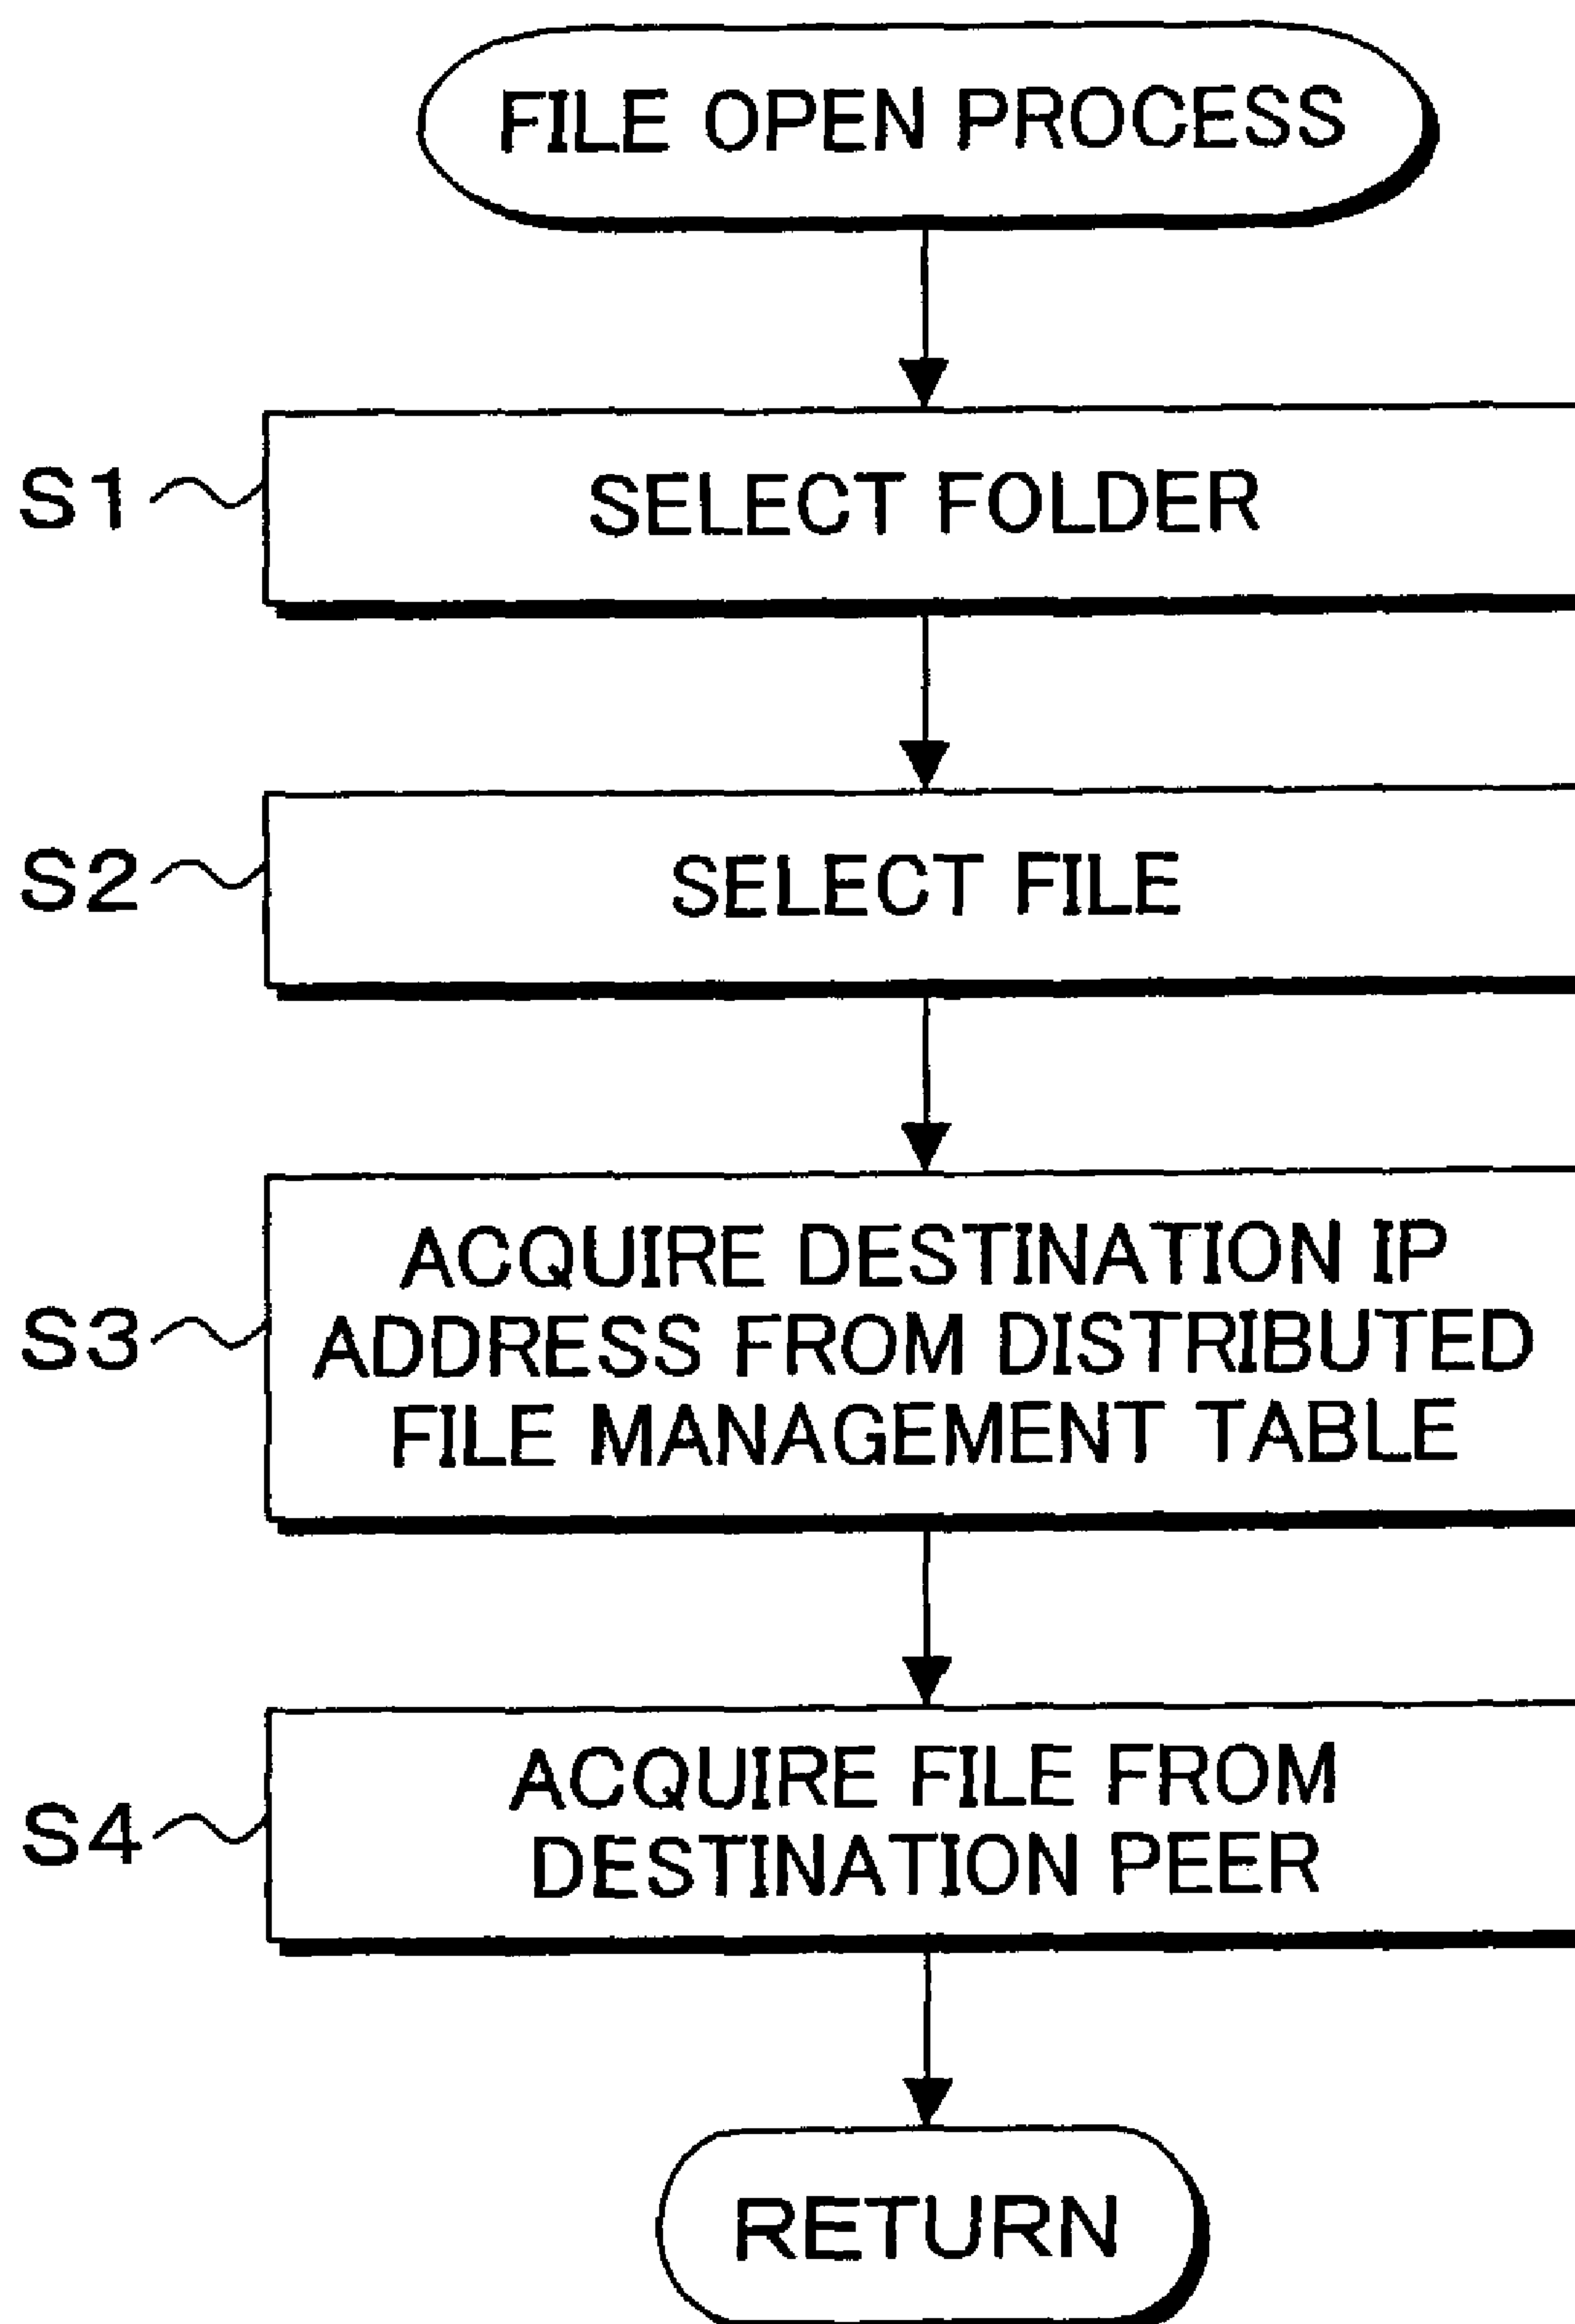 FILE OPEN PROCESS
S1
SELECT FOLDER
S2
SELECT FILE
S3
ACQUIRE DESTINATION IP
ADDRESS FROM DISTRIBUTED
FILE MANAGEMENT TABLE
S4
ACQUIRE FILE FROM
DESTINATION PEER
RETURN